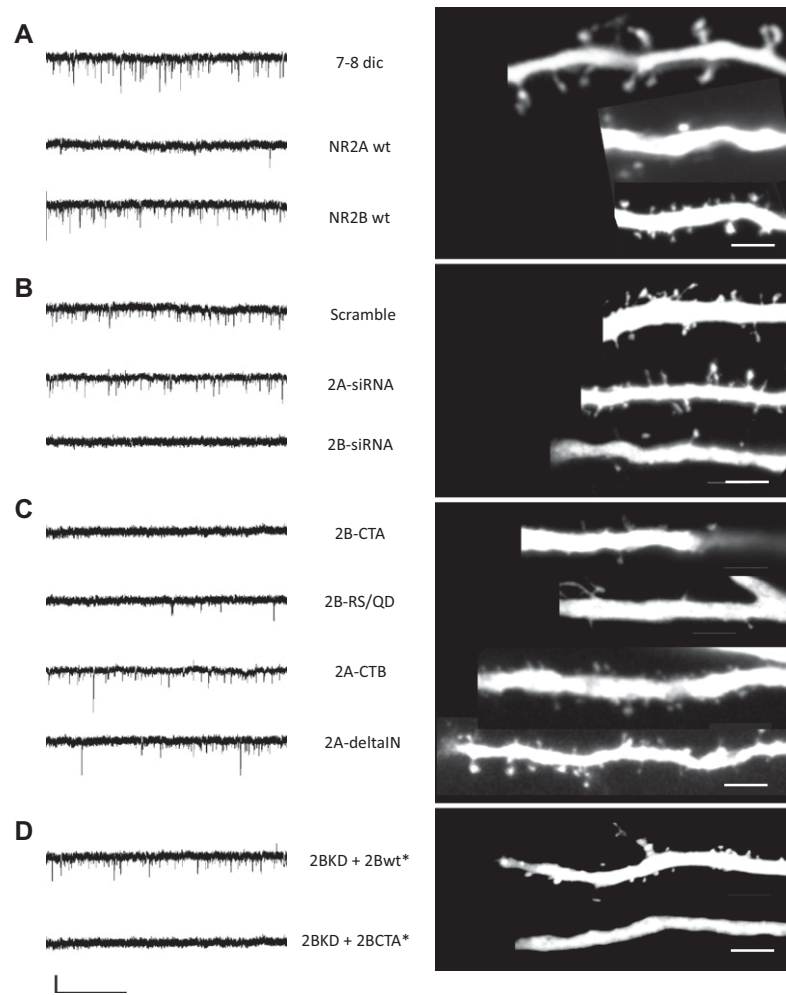 A
7-8 dic
NR2A wt
NR2B wt
B
Scramble
2A-siRNA
2B-siRNA
C
2B-CTA
2B-RS/QD
2A-CTB
2A-deltaIN
D
2BKD + 2Bwt*
2BKD + 2BCTA*